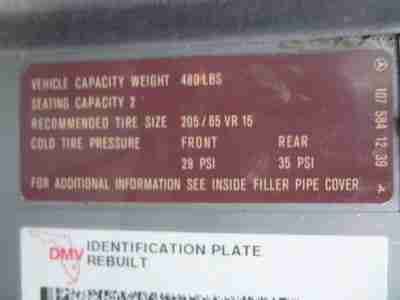 VEHICLE CAPACITY WEIGHT 480 LBS
SEATING CAPACITY 2
RECOMMENDED TIRE SIZE 205/65 VR 15
COLD TIRE PRESSURE FRONT REAR
29 PSI 35 PSI
FOR ADDITIONAL INFORMATION SEE INSIDE FILLER PIPE COVER
107 584 12 39
DMV
IDENTIFICATION PLATE
REBUILT